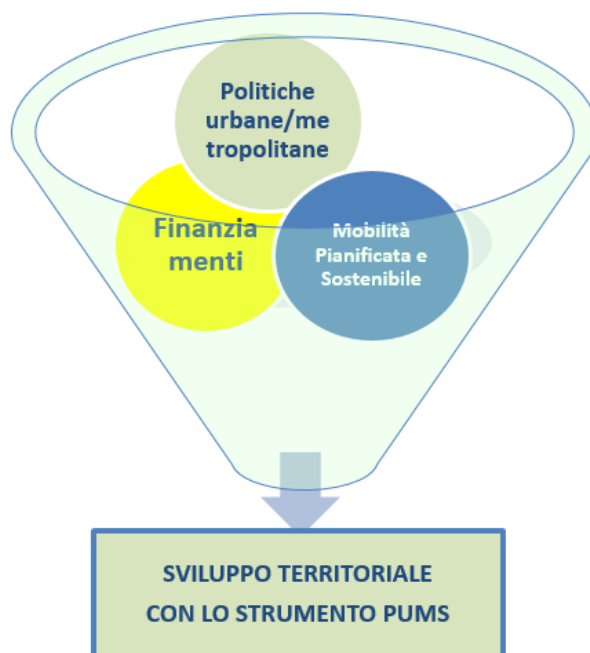 Politiche
urbane/me
tropolitane
Finanzia
menti
Mobilità
Pianificata e
Sostenibile
SVILUPPO TERRITORIALE
CON LO STRUMENTO PUMS